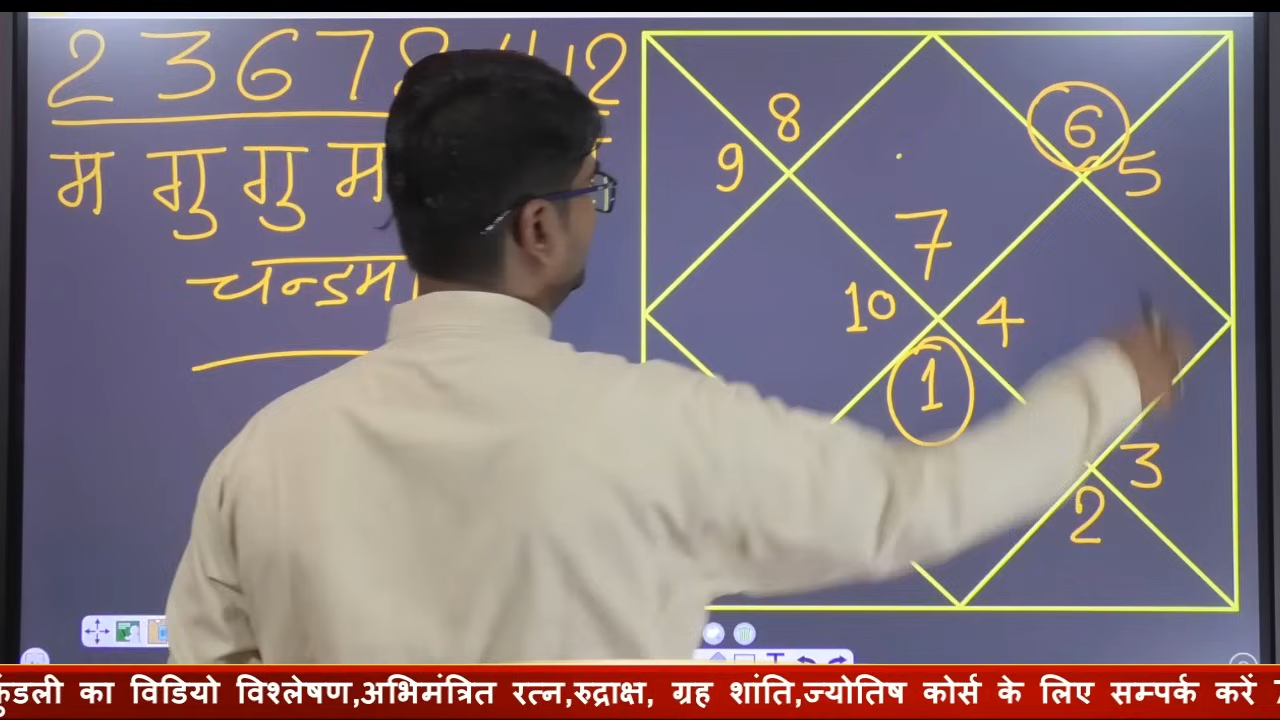 2 3 6 7 8 12
म गु गु म
चन्डमा
8
6
9
5
7
10
4
1
3
2
कुंडली का विडियो विश्लेषण,अभिमंत्रित रत्न,रुद्राक्ष, ग्रह शांति,ज्योतिष कोर्स के लिए सम्पर्क करें